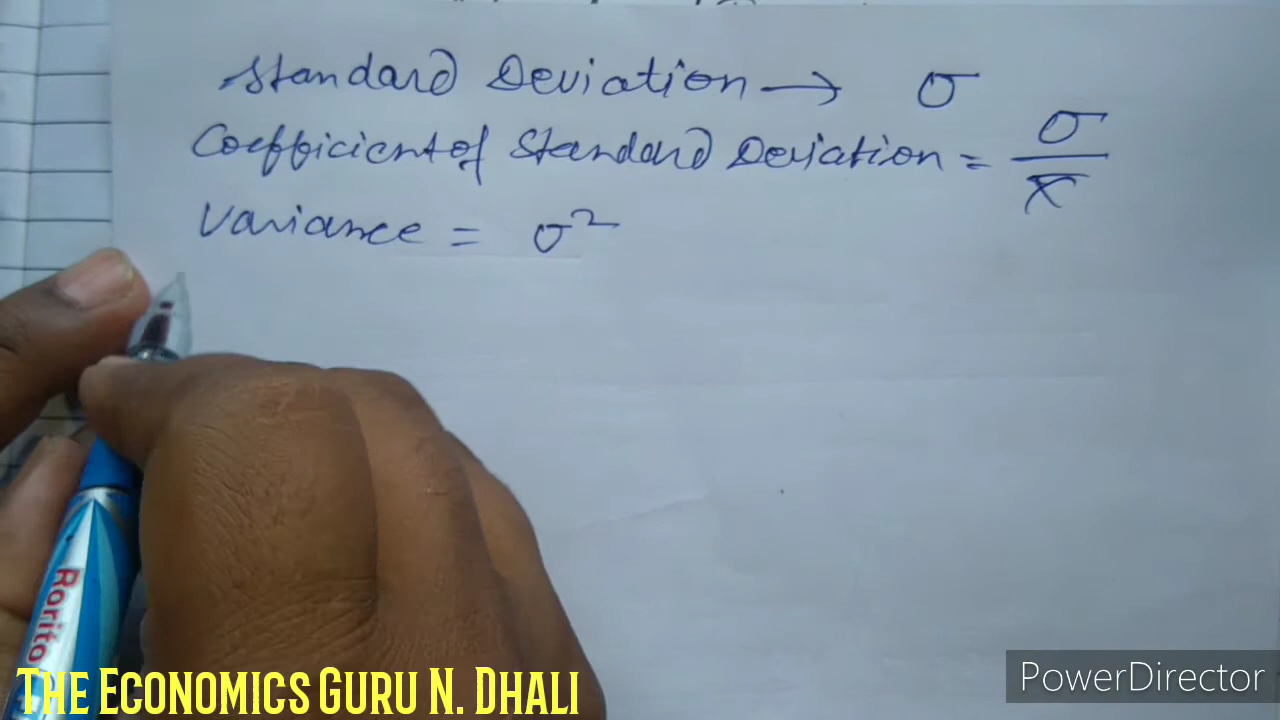 Standard Deviation → σ
Coefficient of Standard Deviation = σ / x̄
Variance = σ²
Rorito
THE ECONOMICS GURU N. DHALI
PowerDirector